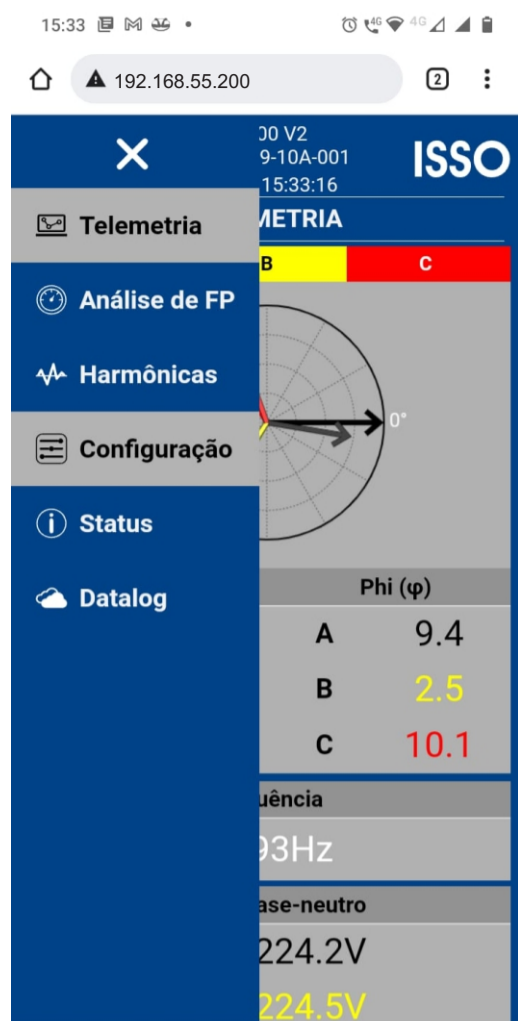 15:33
4G 4G
192.168.55.200 2
00 V2
9-10A-001
15:33:16
ISSO
METRIA
B C
Telemetria
Análise de FP
Harmônicas
Configuração
Status
Datalog
0°
Phi (φ)
A 9.4
B 2.5
C 10.1
uência
93Hz
ase-neutro
224.2V
224.5V